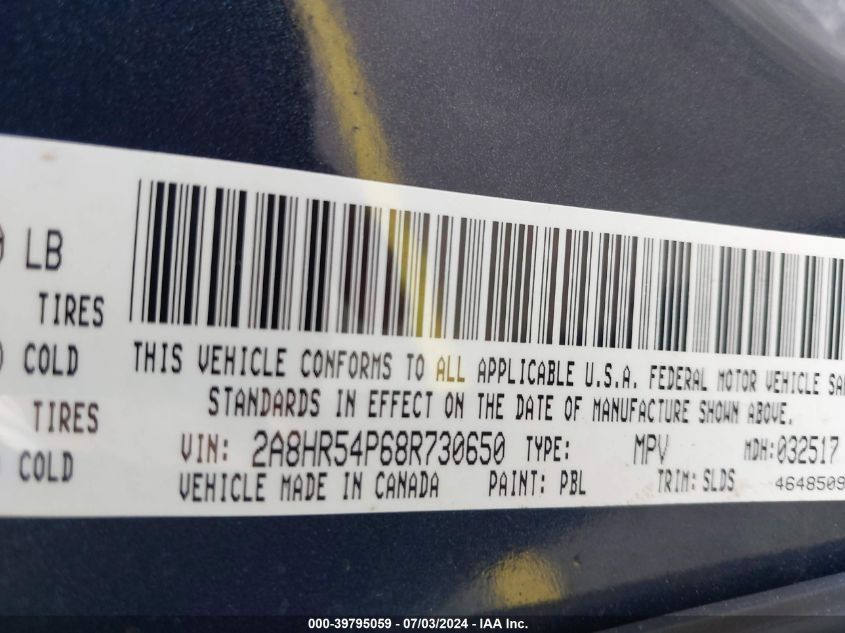 LB
TIRES
COLD
TIRES
COLD
THIS VEHICLE CONFORMS TO ALL APPLICABLE U.S.A. FEDERAL MOTOR VEHICLE
STANDARDS IN EFFECT ON THE DATE OF MANUFACTURE SHOWN ABOVE.
VIN: 2A8HR54P68R730650 TYPE: MPV MDH:032517
VEHICLE MADE IN CANADA PAINT: PBL TRIM: SLDS 4648509
000-39795059 - 07/03/2024 - IAA Inc.